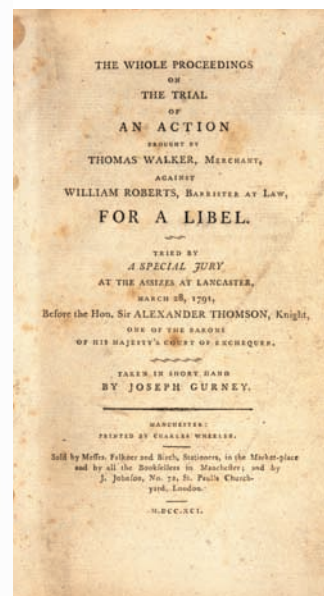 THE WHOLE PROCEEDINGS
ON
THE TRIAL
OF
AN ACTION
BROUGHT BY
THOMAS WALKER, MERCHANT,
AGAINST
WILLIAM ROBERTS, BARRISTER AT LAW,
FOR A LIBEL.
TRIED BY
A SPECIAL JURY
AT THE ASSIZES AT LANCASTER,
MARCH 28, 1791,
Before the Hon. Sir ALEXANDER THOMSON, Knight,
ONE OF THE BARONS
OF HIS MAJESTY'S COURT OF EXCHEQUER.
TAKEN IN SHORT HAND
BY JOSEPH GURNEY.
MANCHESTER:
PRINTED BY CHARLES WHEELER.
Sold by Messrs. Falkner and Birch, Stationers, in the Market-place
and by all the Booksellers in Manchester; and by
J. Johnson, No. 72, St. Paul's Church-
yard, London.
M.DCC.XCI.